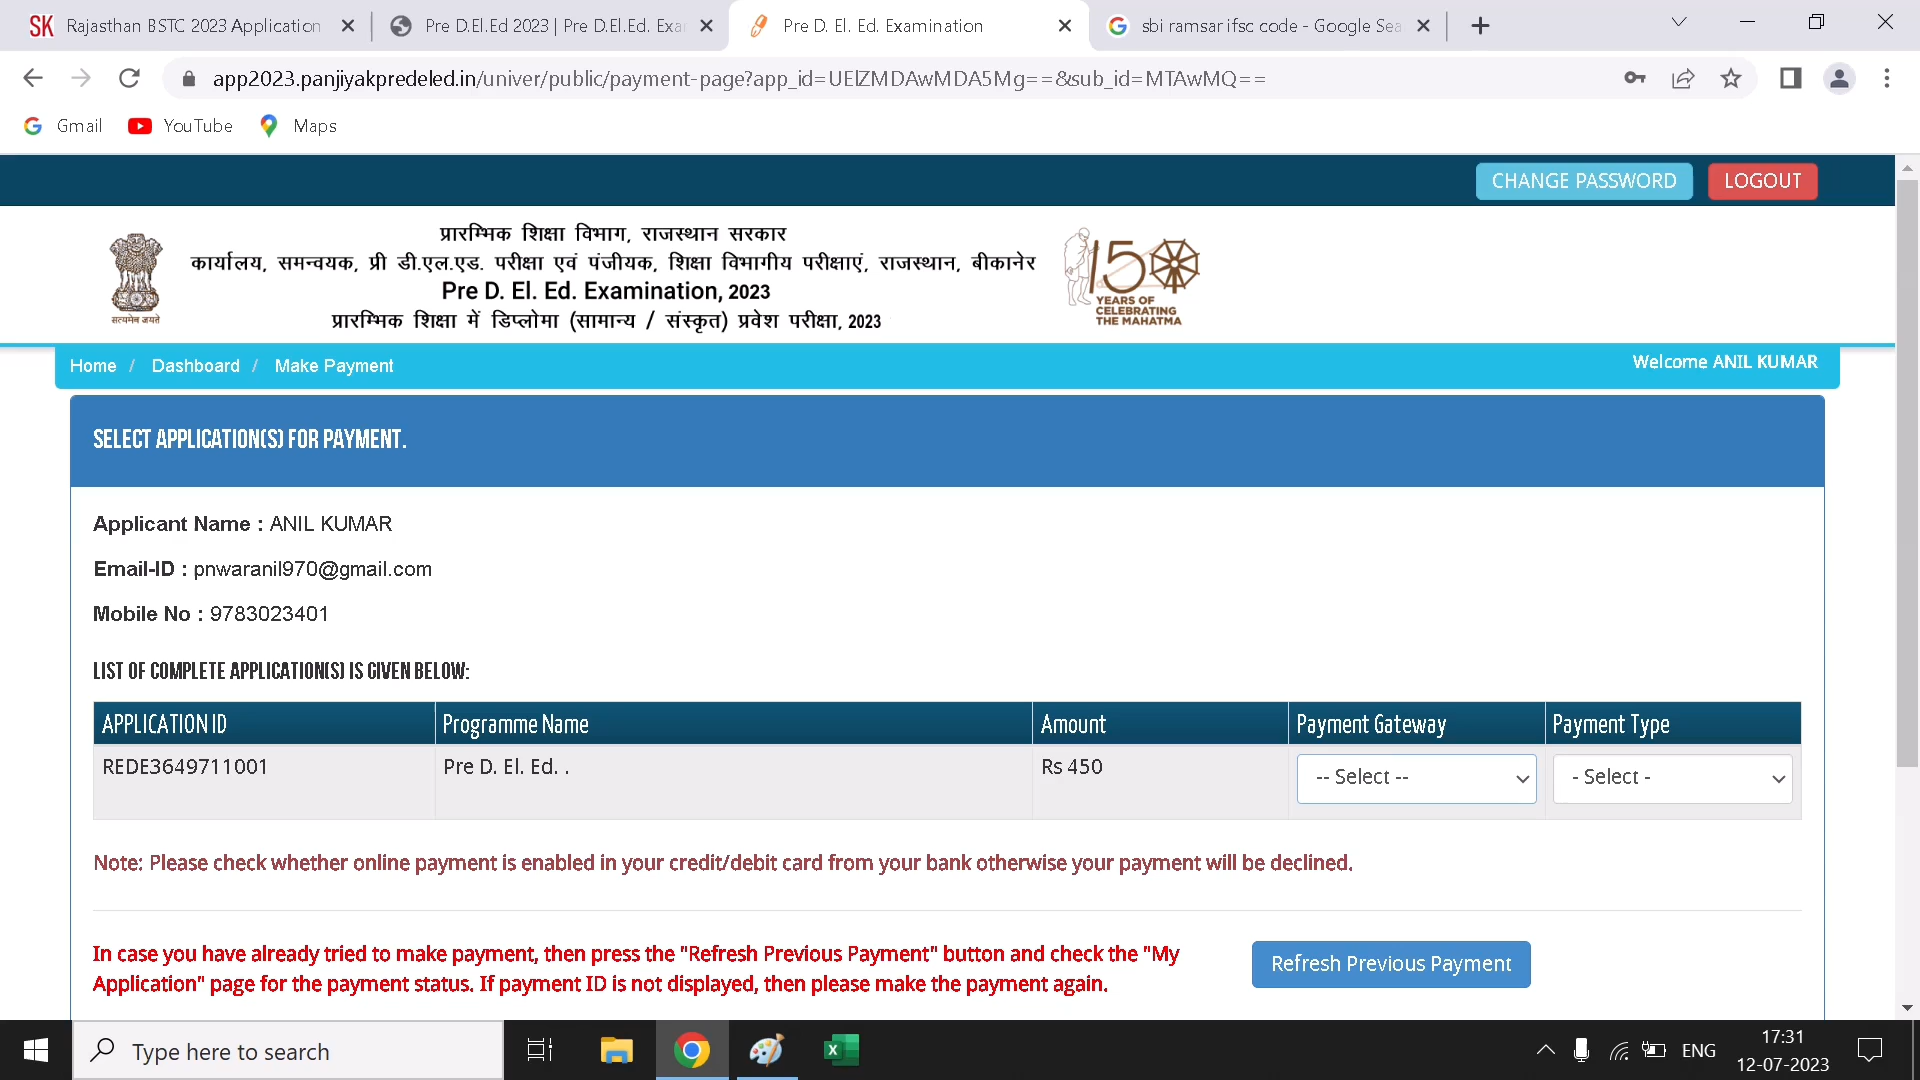 Rajasthan BSTC 2023 Application
Pre D.El.Ed 2023 | Pre D.El.Ed. Exa
Pre D. El. Ed. Examination
sbi ramsar ifsc code - Google Sea
app2023.panjiyakpredeled.in/univer/public/payment-page?app_id=UElZMDAwMDA5Mg==&sub_id=MTAwMQ==
Gmail
YouTube
Maps
CHANGE PASSWORD
LOGOUT
प्रारम्भिक शिक्षा विभाग, राजस्थान सरकार
कार्यालय, समन्वयक, प्री डी.एल.एड. परीक्षा एवं पंजीयक, शिक्षा विभागीय परीक्षाएं, राजस्थान, बीकानेर
Pre D. El. Ed. Examination, 2023
प्रारम्भिक शिक्षा में डिप्लोमा (सामान्य / संस्कृत) प्रवेश परीक्षा, 2023
सत्यमेव जयते
150
YEARS OF
CELEBRATING
THE MAHATMA
Home / Dashboard / Make Payment
Welcome ANIL KUMAR
SELECT APPLICATION(S) FOR PAYMENT.
Applicant Name : ANIL KUMAR
Email-ID : pnwaranil970@gmail.com
Mobile No : 9783023401
LIST OF COMPLETE APPLICATION(S) IS GIVEN BELOW:
APPLICATION ID Programme Name Amount Payment Gateway Payment Type
REDE3649711001 Pre D. El. Ed. . Rs 450 -- Select -- - Select -
Note: Please check whether online payment is enabled in your credit/debit card from your bank otherwise your payment will be declined.
In case you have already tried to make payment, then press the "Refresh Previous Payment" button and check the "My
Application" page for the payment status. If payment ID is not displayed, then please make the payment again.
Refresh Previous Payment
Type here to search
ENG
17:31
12-07-2023